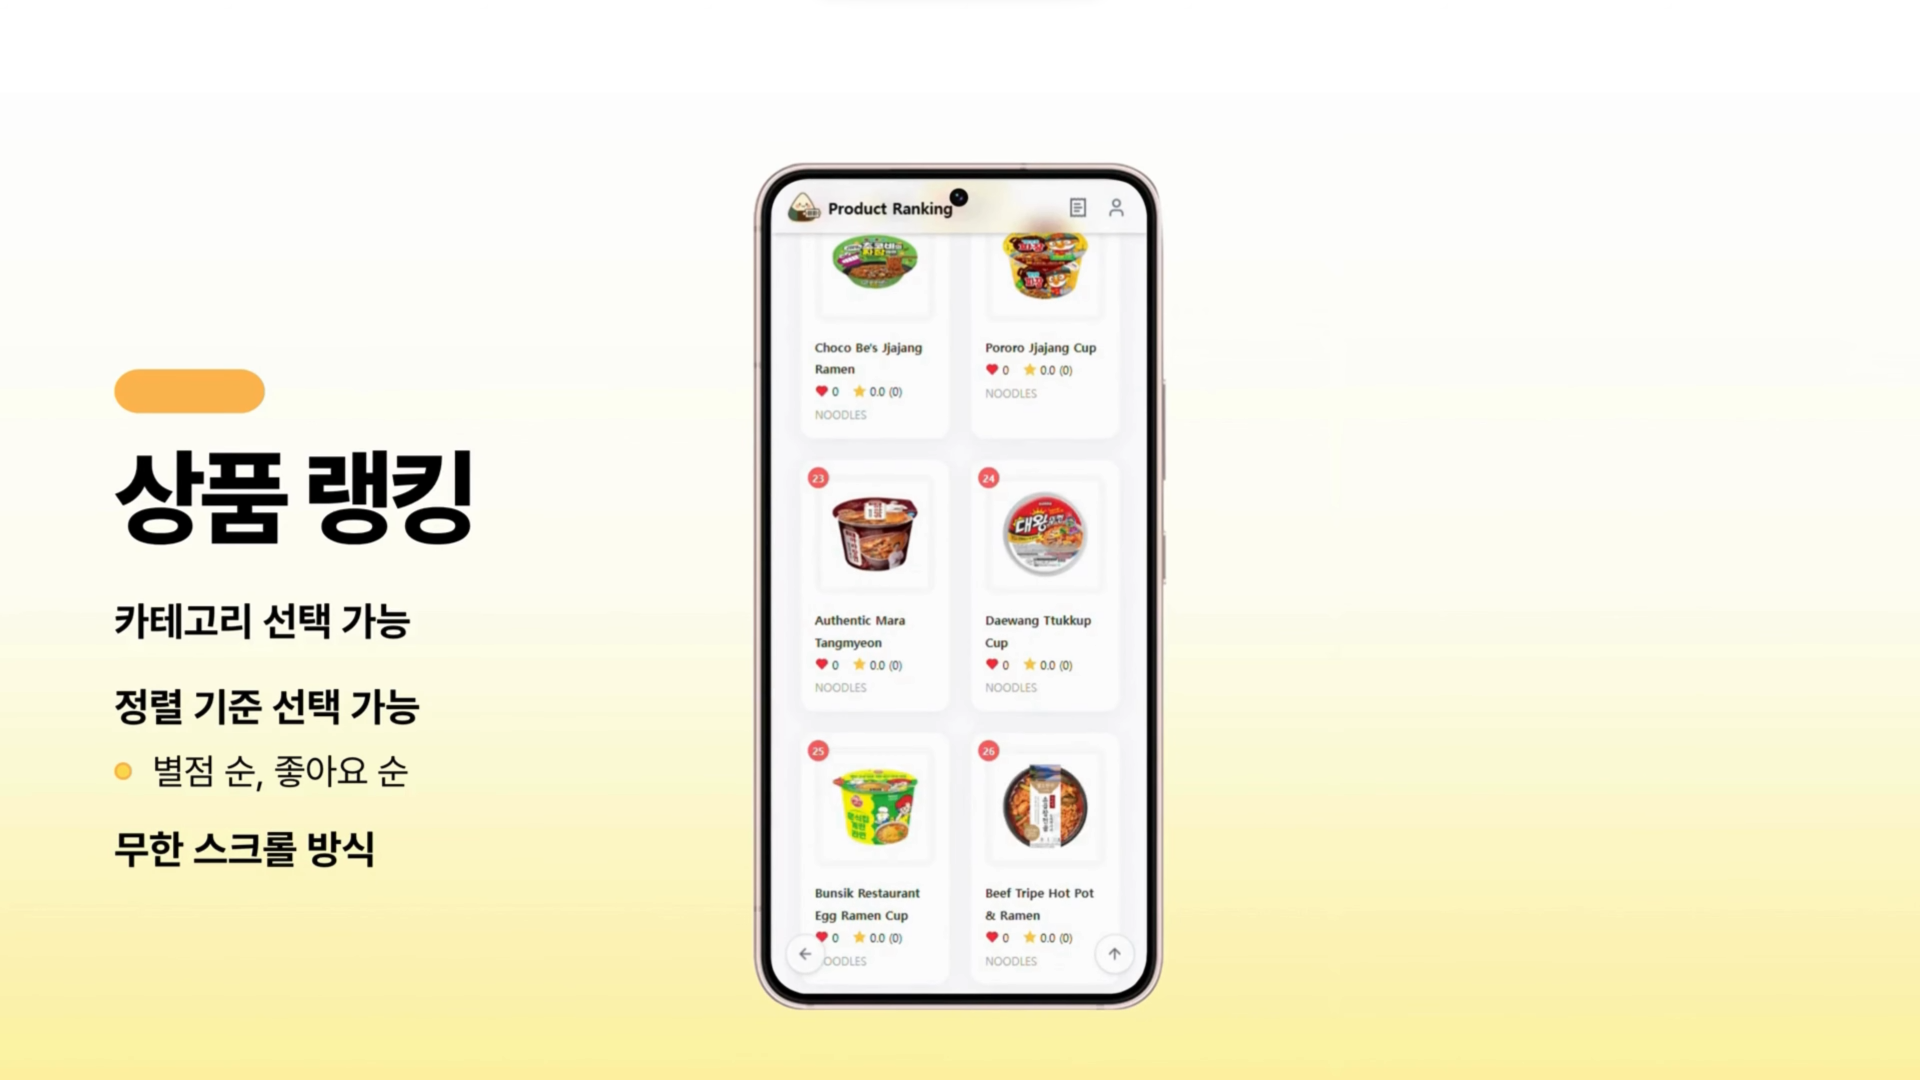 상품 랭킹
카테고리 선택 가능
정렬 기준 선택 가능
별점 순, 좋아요 순
무한 스크롤 방식
Product Ranking
Choco Be's Jjajang
Ramen
0 0.0 (0)
NOODLES
Pororo Jjajang Cup
0 0.0 (0)
NOODLES
23
Authentic Mara
Tangmyeon
0 0.0 (0)
NOODLES
24
대왕
Daewang Ttukkup
Cup
0 0.0 (0)
NOODLES
25
Bunsik Restaurant
Egg Ramen Cup
0 0.0 (0)
OODLES
26
Beef Tripe Hot Pot
& Ramen
0 0.0 (0)
NOODLES